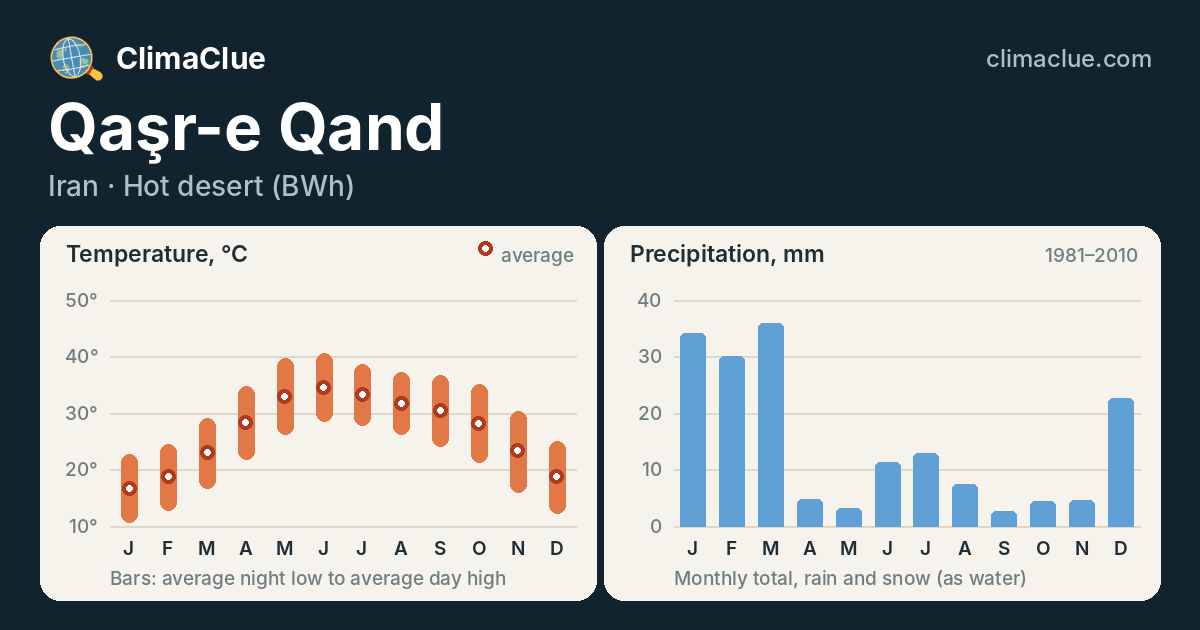 ClimaClue
climaclue.com
Qaşr-e Qand
Iran · Hot desert (BWh)
Temperature, °C
average
50°
40°
30°
20°
10°
J F M A M J J A S O N D
Bars: average night low to average day high
Precipitation, mm
1981–2010
40
30
20
10
0
J F M A M J J A S O N D
Monthly total, rain and snow (as water)